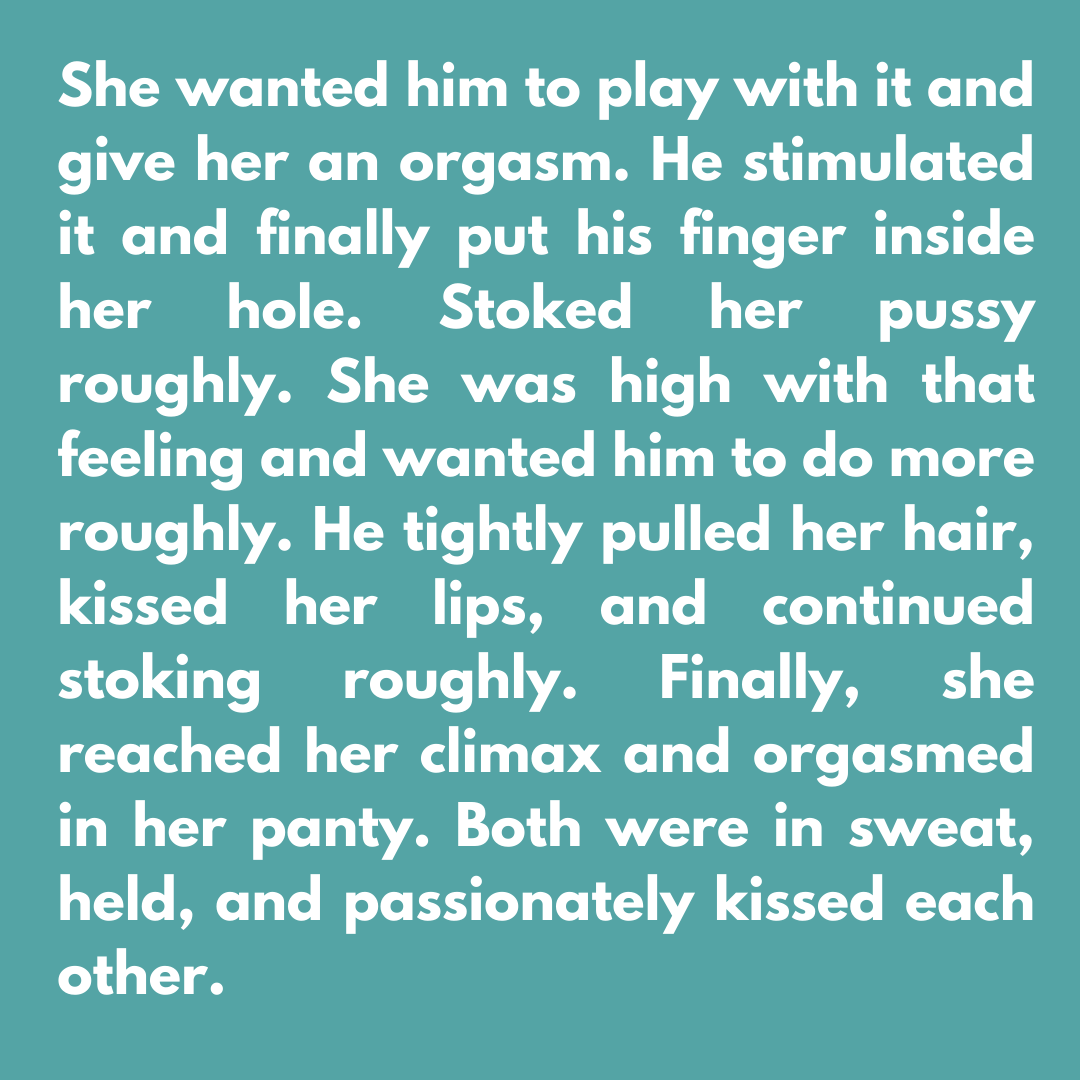 She wanted him to play with it and
give her an orgasm. He stimulated
it and finally put his finger inside
her hole. Stoked her pussy
roughly. She was high with that
feeling and wanted him to do more
roughly. He tightly pulled her hair,
kissed her lips, and continued
stoking roughly. Finally, she
reached her climax and orgasmed
in her panty. Both were in sweat,
held, and passionately kissed each
other.